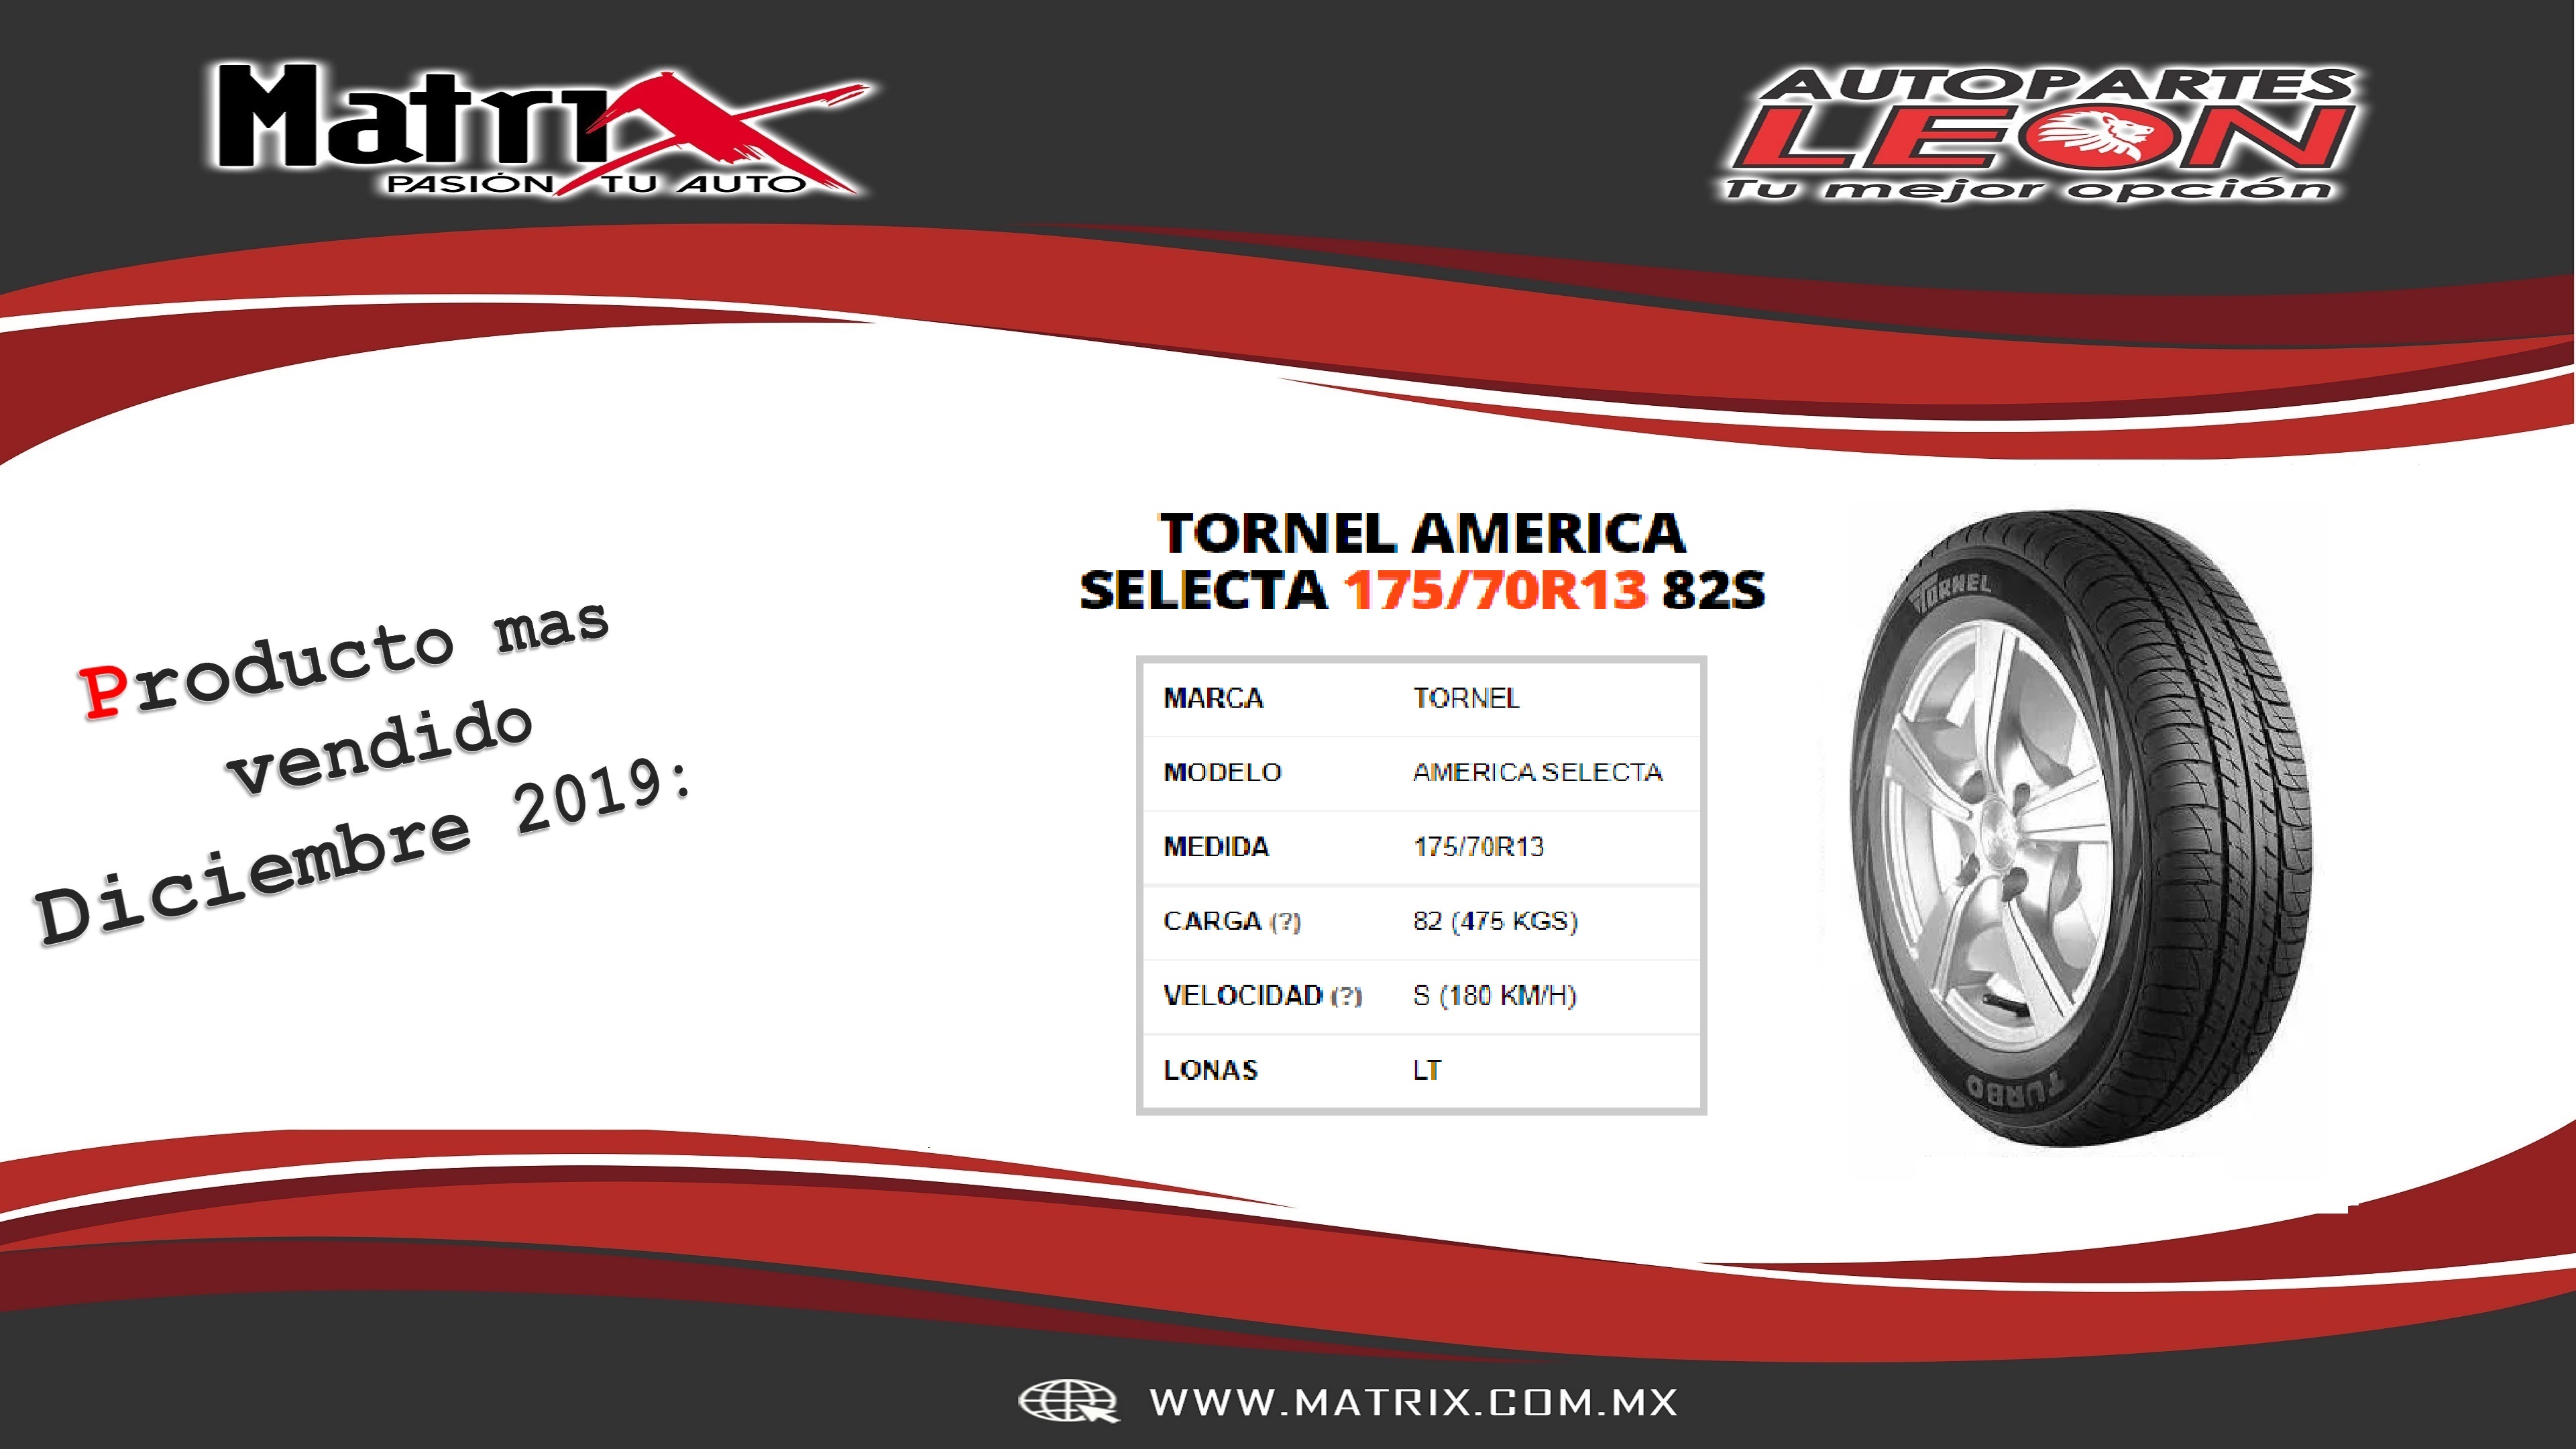 MatriX
PASIÓN TU AUTO
AUTOPARTES
LEON
Tu mejor opción
Producto mas
vendido
Diciembre 2019:
TORNEL AMERICA
SELECTA 175/70R13 82S
MARCA TORNEL
MODELO AMERICA SELECTA
MEDIDA 175/70R13
CARGA (?) 82 (475 KGS)
VELOCIDAD (?) S (180 KM/H)
LONAS LT
TORNEL
TURBO
WWW.MATRIX.COM.MX